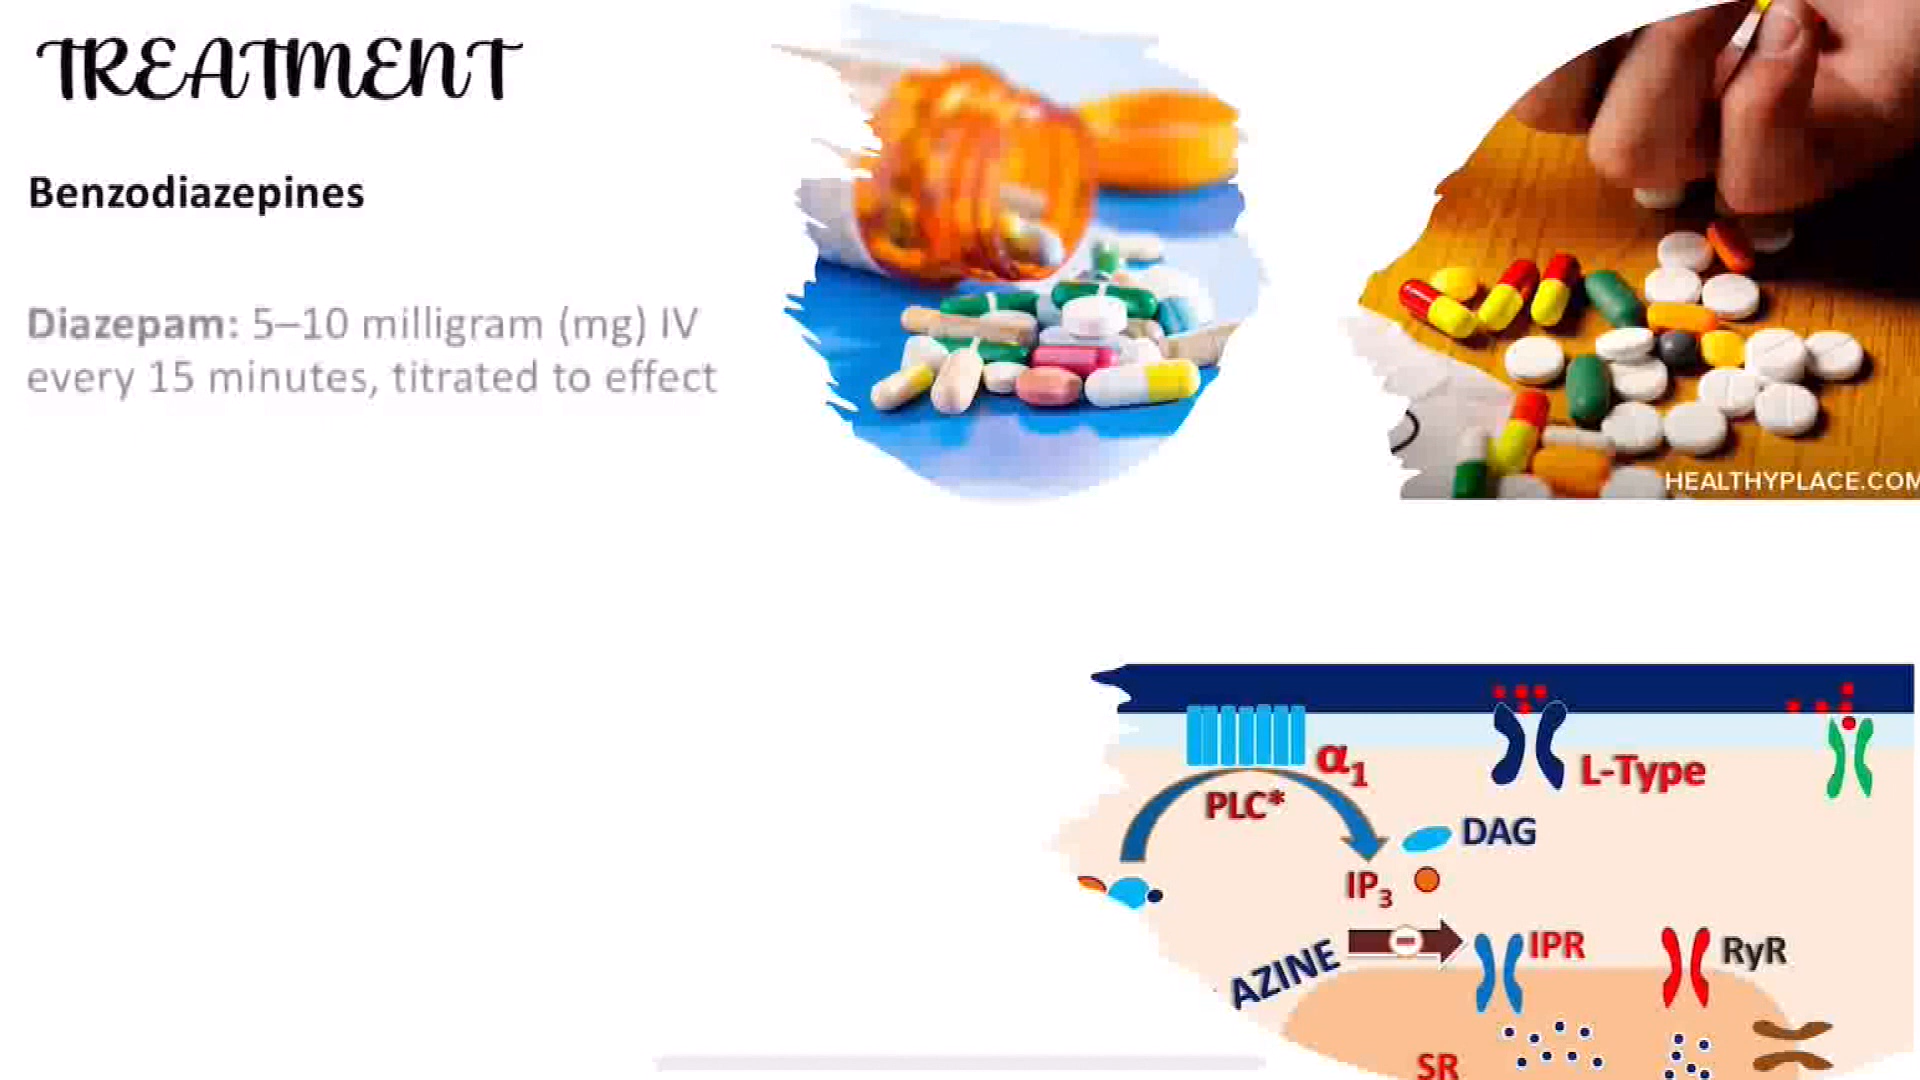 TREATMENT
Benzodiazepines
Diazepam: 5–10 milligram (mg) IV
every 15 minutes, titrated to effect
HEALTHYPLACE.COM
α1
L-Type
PLC*
DAG
IP3
IPR
RyR
AZINE
SR